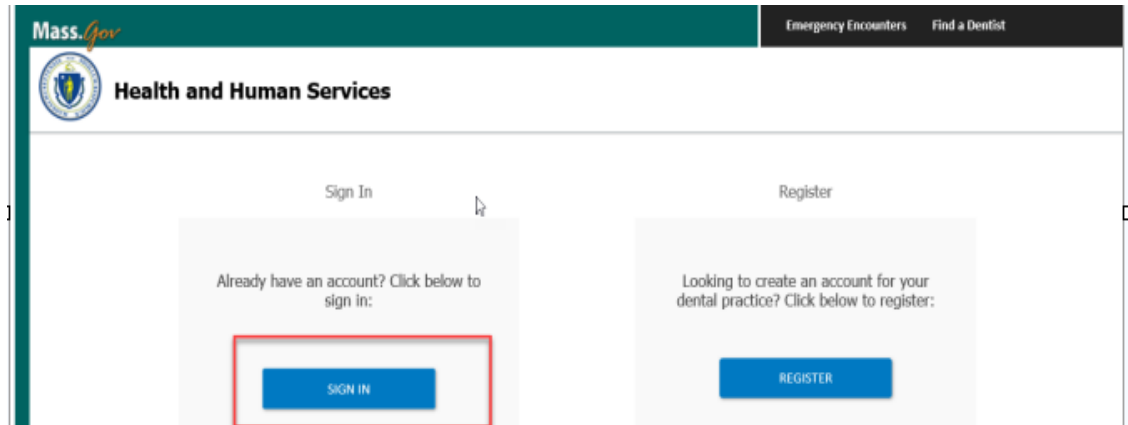 Mass.Gov
Emergency Encounters Find a Dentist
Health and Human Services
Sign In
Register
Already have an account? Click below to
sign in:
Looking to create an account for your
dental practice? Click below to register:
SIGN IN
REGISTER